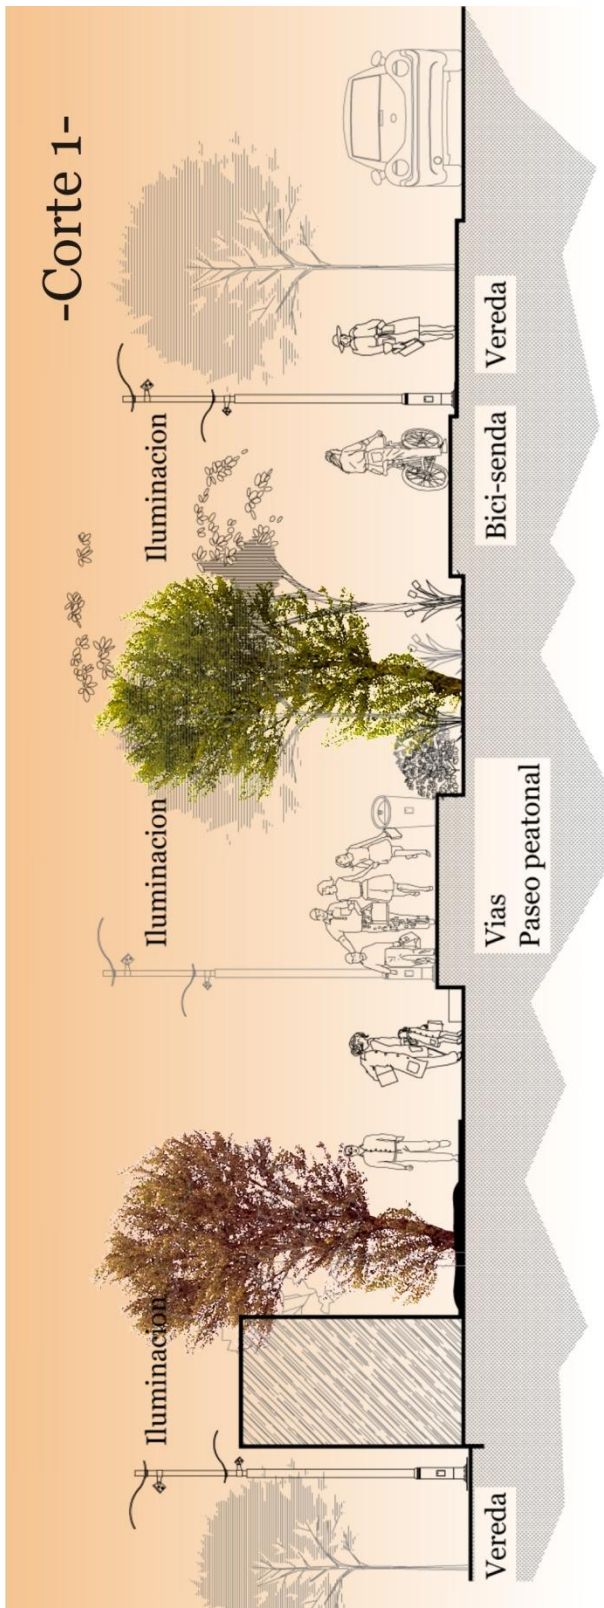 -Corte 1-
Iluminacion
Iluminacion
Iluminacion
Vereda
Vias
Paseo peatonal
Bici-senda
Vereda